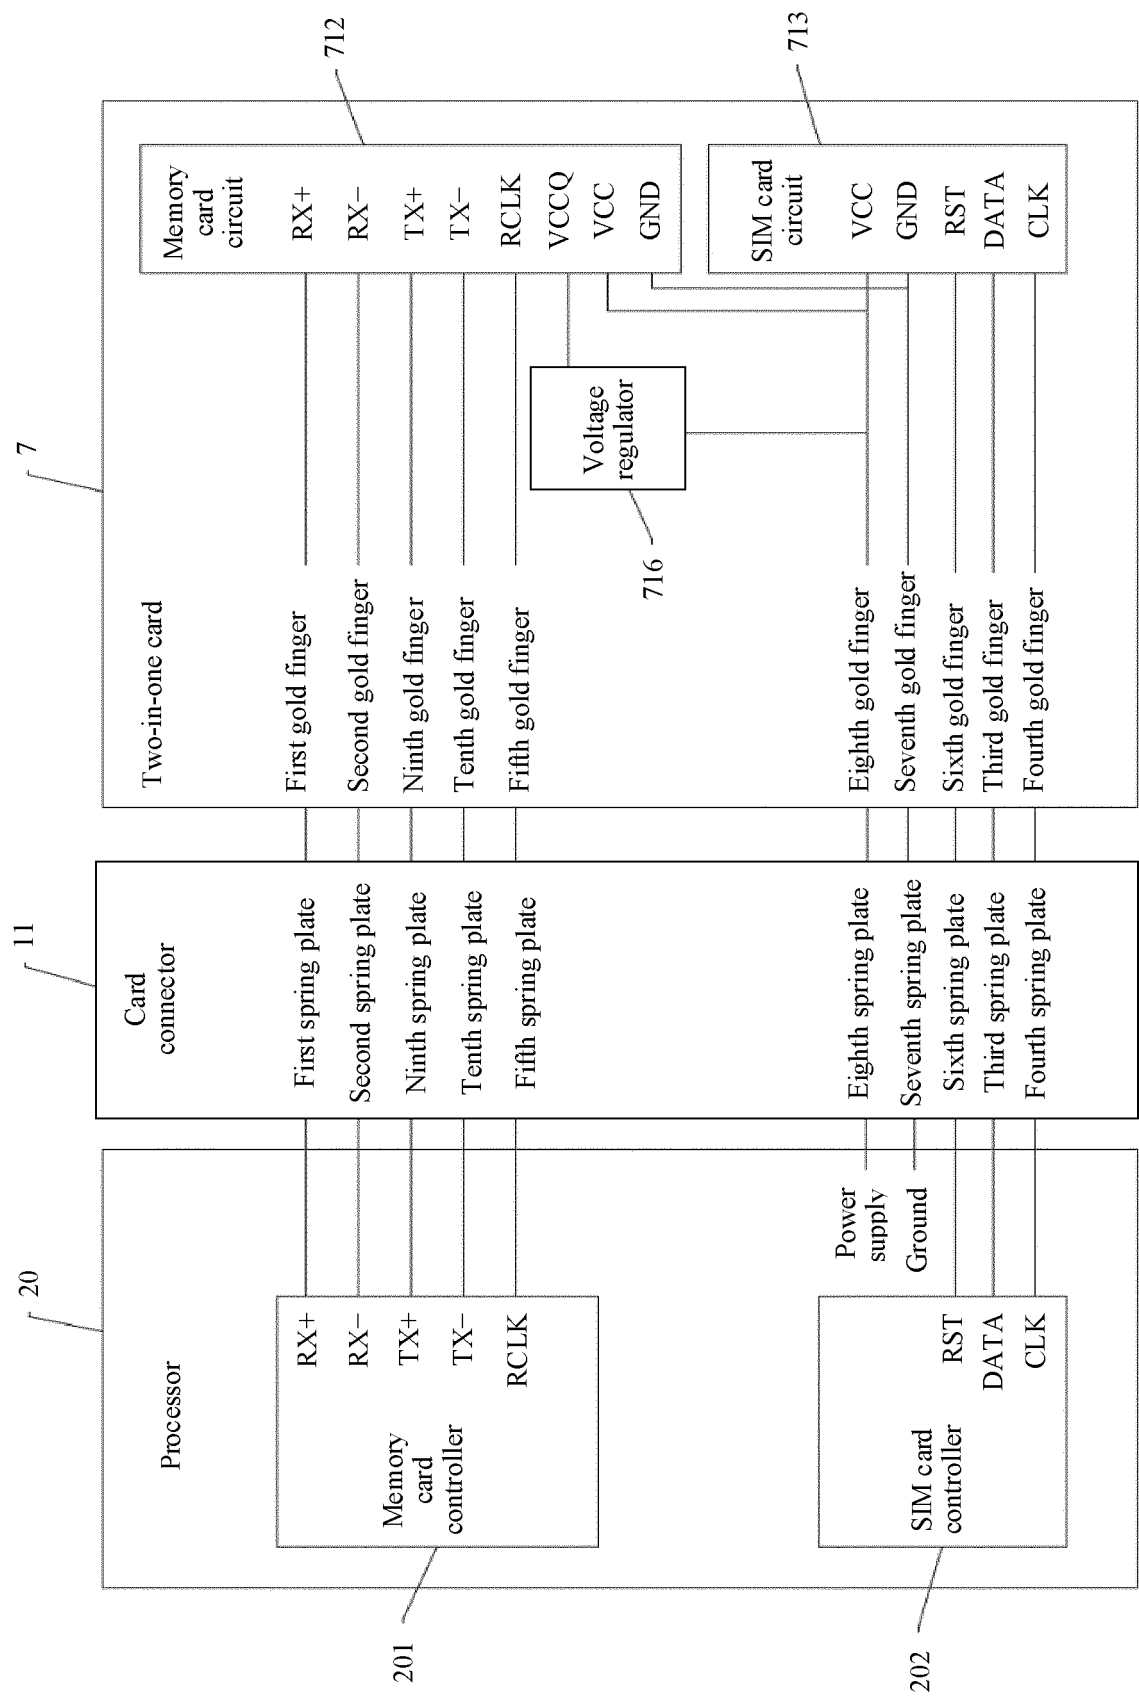 20
11
7
712
713
Processor
Card
connector
Two-in-one card
Memory
card
controller
RX+
RX−
TX+
TX−
RCLK
201
First spring plate
Second spring plate
Ninth spring plate
Tenth spring plate
Fifth spring plate
First gold finger
Second gold finger
Ninth gold finger
Tenth gold finger
Fifth gold finger
Memory
card
circuit
RX+
RX−
TX+
TX−
RCLK
VCCQ
VCC
GND
Voltage
regulator
716
Power
supply
Ground
SIM card
controller
RST
DATA
CLK
202
Eighth spring plate
Seventh spring plate
Sixth spring plate
Third spring plate
Fourth spring plate
Eighth gold finger
Seventh gold finger
Sixth gold finger
Third gold finger
Fourth gold finger
SIM card
circuit
VCC
GND
RST
DATA
CLK